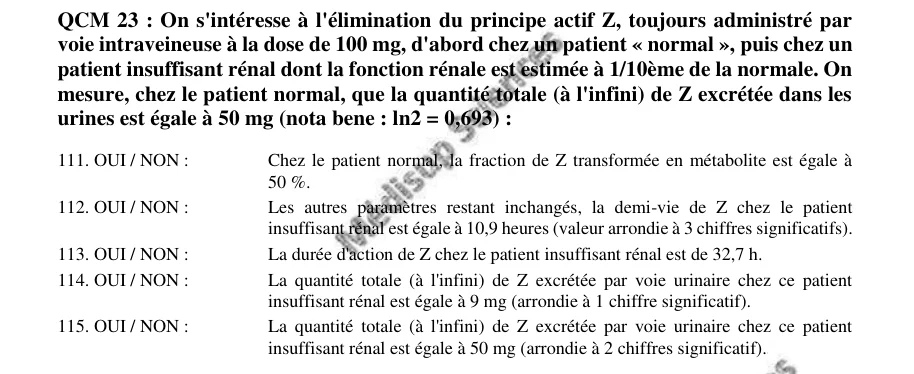 QCM 23 : On s'intéresse à l'élimination du principe actif Z, toujours administré par
voie intraveineuse à la dose de 100 mg, d'abord chez un patient « normal », puis chez un
patient insuffisant rénal dont la fonction rénale est estimée à 1/10ème de la normale. On
mesure, chez le patient normal, que la quantité totale (à l'infini) de Z excrétée dans les
urines est égale à 50 mg (nota bene : ln2 = 0,693) :
111. OUI / NON : Chez le patient normal, la fraction de Z transformée en métabolite est égale à
50 %.
112. OUI / NON : Les autres paramètres restant inchangés, la demi-vie de Z chez le patient
insuffisant rénal est égale à 10,9 heures (valeur arrondie à 3 chiffres significatifs).
113. OUI / NON : La durée d'action de Z chez le patient insuffisant rénal est de 32,7 h.
114. OUI / NON : La quantité totale (à l'infini) de Z excrétée par voie urinaire chez ce patient
insuffisant rénal est égale à 9 mg (arrondie à 1 chiffre significatif).
115. OUI / NON : La quantité totale (à l'infini) de Z excrétée par voie urinaire chez ce patient
insuffisant rénal est égale à 50 mg (arrondie à 2 chiffres significatifs).
Médisup Sciences